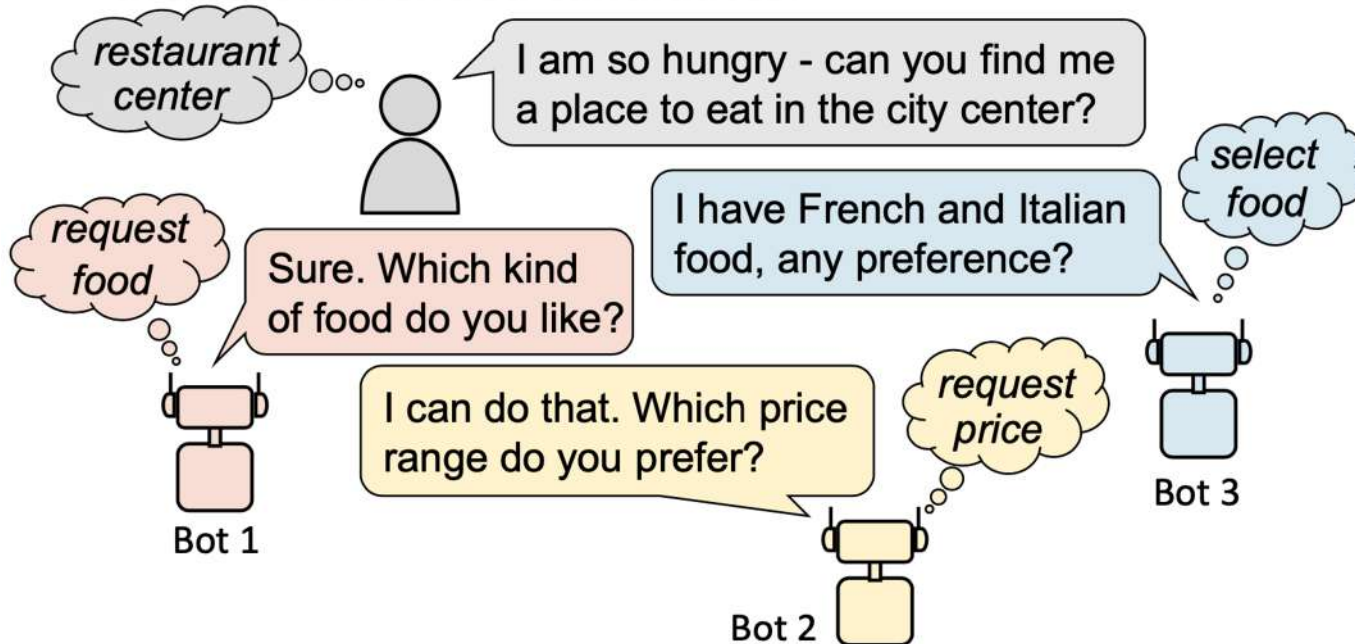 restaurant
center
I am so hungry - can you find me
a place to eat in the city center?
select
food
I have French and Italian
food, any preference?
request
food
Sure. Which kind
of food do you like?
I can do that. Which price
range do you prefer?
request
price
Bot 1
Bot 2
Bot 3